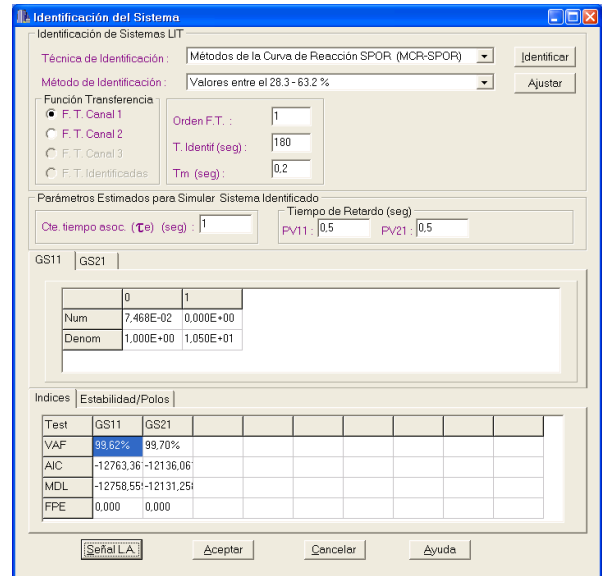 Identificación del Sistema
Identificación de Sistemas LIT
Técnica de Identificación : Métodos de la Curva de Reacción SPOR (MCR-SPOR) Identificar
Método de Identificación : Valores entre el 28.3 - 63.2 % Ajustar
Función Transferencia
F. T. Canal 1
F. T. Canal 2
F. T. Canal 3
F. T. Identificadas
Orden F.T. : 1
T. Identif (seg) : 180
Tm (seg) : 0,2
Parámetros Estimados para Simular Sistema Identificado
Cte. tiempo asoc. (τe) (seg) : 1
Tiempo de Retardo (seg)
PV11 : 0,5 PV21 : 0,5
GS11 GS21
0 1
Num 7,468E-02 0,000E+00
Denom 1,000E+00 1,050E+01
Indices Estabilidad/Polos
Test GS11 GS21
VAF 99,62% 99,70%
AIC -12763,36 -12136,06
MDL -12758,55 -12131,25
FPE 0,000 0,000
Señal L.A. Aceptar Cancelar Ayuda